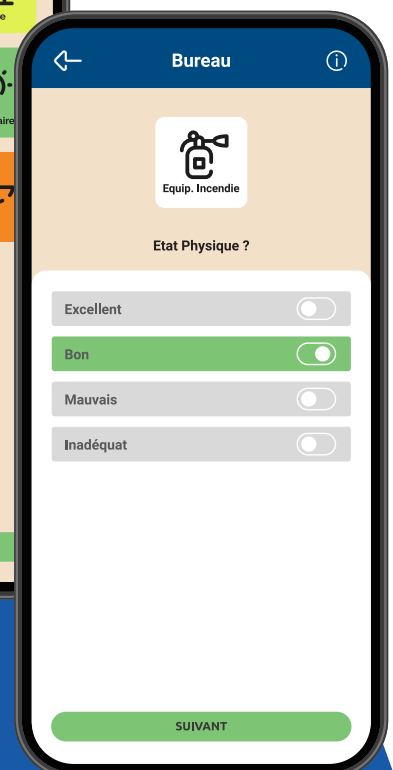 Bureau
Equip. Incendie
Etat Physique ?
Excellent
Bon
Mauvais
Inadéquat
SUIVANT